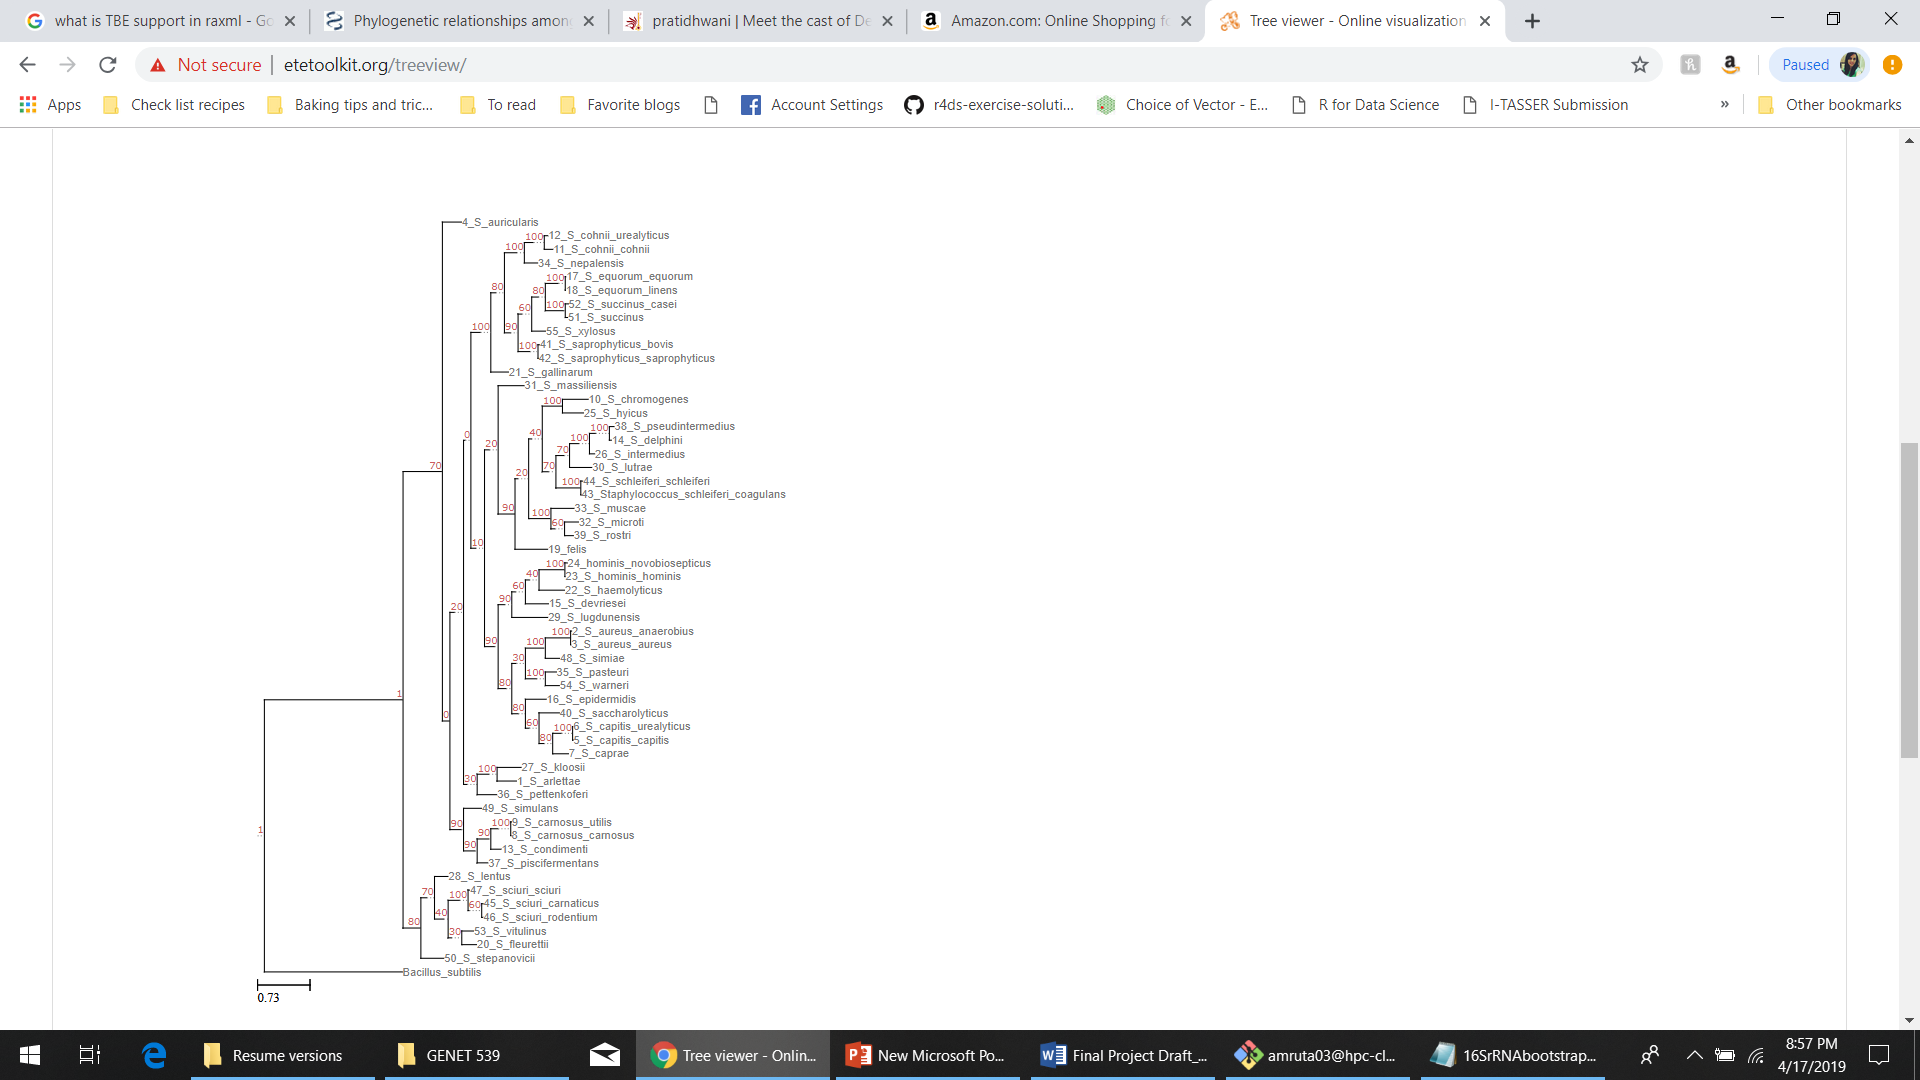 what is TBE support in raxml - Go
Phylogenetic relationships among
pratidhwani | Meet the cast of De
Amazon.com: Online Shopping fo
Tree viewer - Online visualization
Not secure | etetoolkit.org/treeview/
Paused
Apps
Check list recipes
Baking tips and tric...
To read
Favorite blogs
Account Settings
r4ds-exercise-soluti...
Choice of Vector - E...
R for Data Science
I-TASSER Submission
»
Other bookmarks
4_S_auricularis
100 12_S_cohnii_urealyticus
100 11_S_cohnii_cohnii
34_S_nepalensis
100 17_S_equorum_equorum
80 80 18_S_equorum_linens
100 52_S_succinus_casei
60 51_S_succinus
100 90 55_S_xylosus
100 41_S_saprophyticus_bovis
42_S_saprophyticus_saprophyticus
21_S_gallinarum
31_S_massiliensis
100 10_S_chromogenes
25_S_hyicus
100 38_S_pseudintermedius
0 40 100 14_S_delphini
20 70 26_S_intermedius
70 70 30_S_lutrae
20 100 44_S_schleiferi_schleiferi
43_Staphylococcus_schleiferi_coagulans
90 100 33_S_muscae
60 32_S_microti
39_S_rostri
10 19_felis
100 24_hominis_novobiosepticus
40 23_S_hominis_hominis
60 22_S_haemolyticus
20 90 15_S_devriesei
29_S_lugdunensis
100 2_S_aureus_anaerobius
90 100 3_S_aureus_aureus
30 48_S_simiae
100 35_S_pasteuri
80 54_S_warneri
1 16_S_epidermidis
0 80 40_S_saccharolyticus
60 100 6_S_capitis_urealyticus
80 5_S_capitis_capitis
7_S_caprae
100 27_S_kloosii
30 1_S_arlettae
36_S_pettenkoferi
49_S_simulans
90 100 9_S_carnosus_utilis
1 90 8_S_carnosus_carnosus
90 13_S_condimenti
37_S_piscifermentans
28_S_lentus
70 100 47_S_sciuri_sciuri
60 45_S_sciuri_carnaticus
80 40 46_S_sciuri_rodentium
30 53_S_vitulinus
20_S_fleurettii
50_S_stepanovicii
Bacillus_subtilis
0.73
Resume versions
GENET 539
Tree viewer - Onlin...
New Microsoft Po...
Final Project Draft_...
amruta03@hpc-cl...
16SrRNAbootstrap...
8:57 PM
4/17/2019